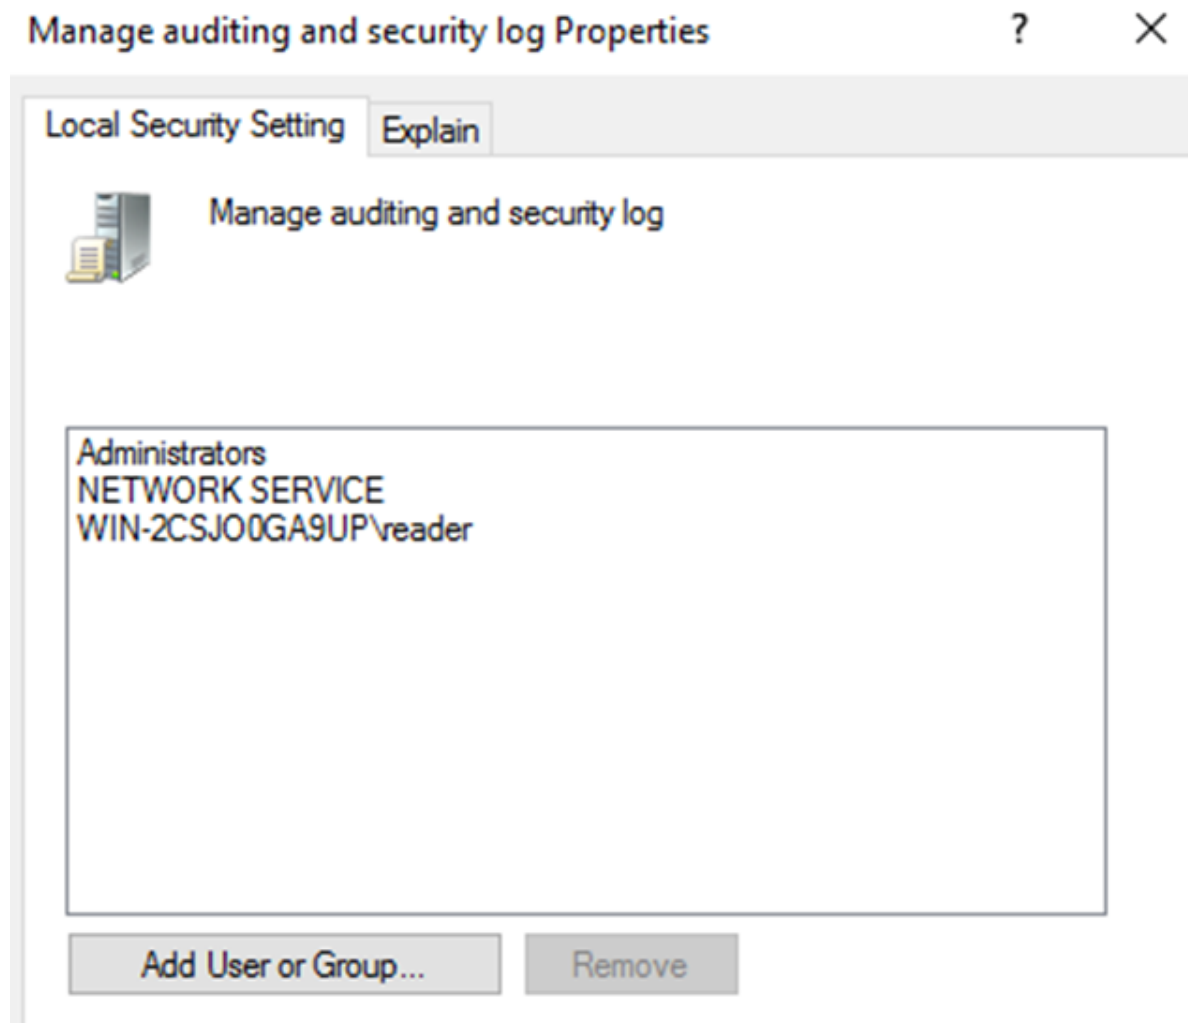 Manage auditing and security log Properties
?
Local Security Setting
Explain
Manage auditing and security log
Administrators
NETWORK SERVICE
WIN-2CSJO0GA9UP\reader
Add User or Group...
Remove